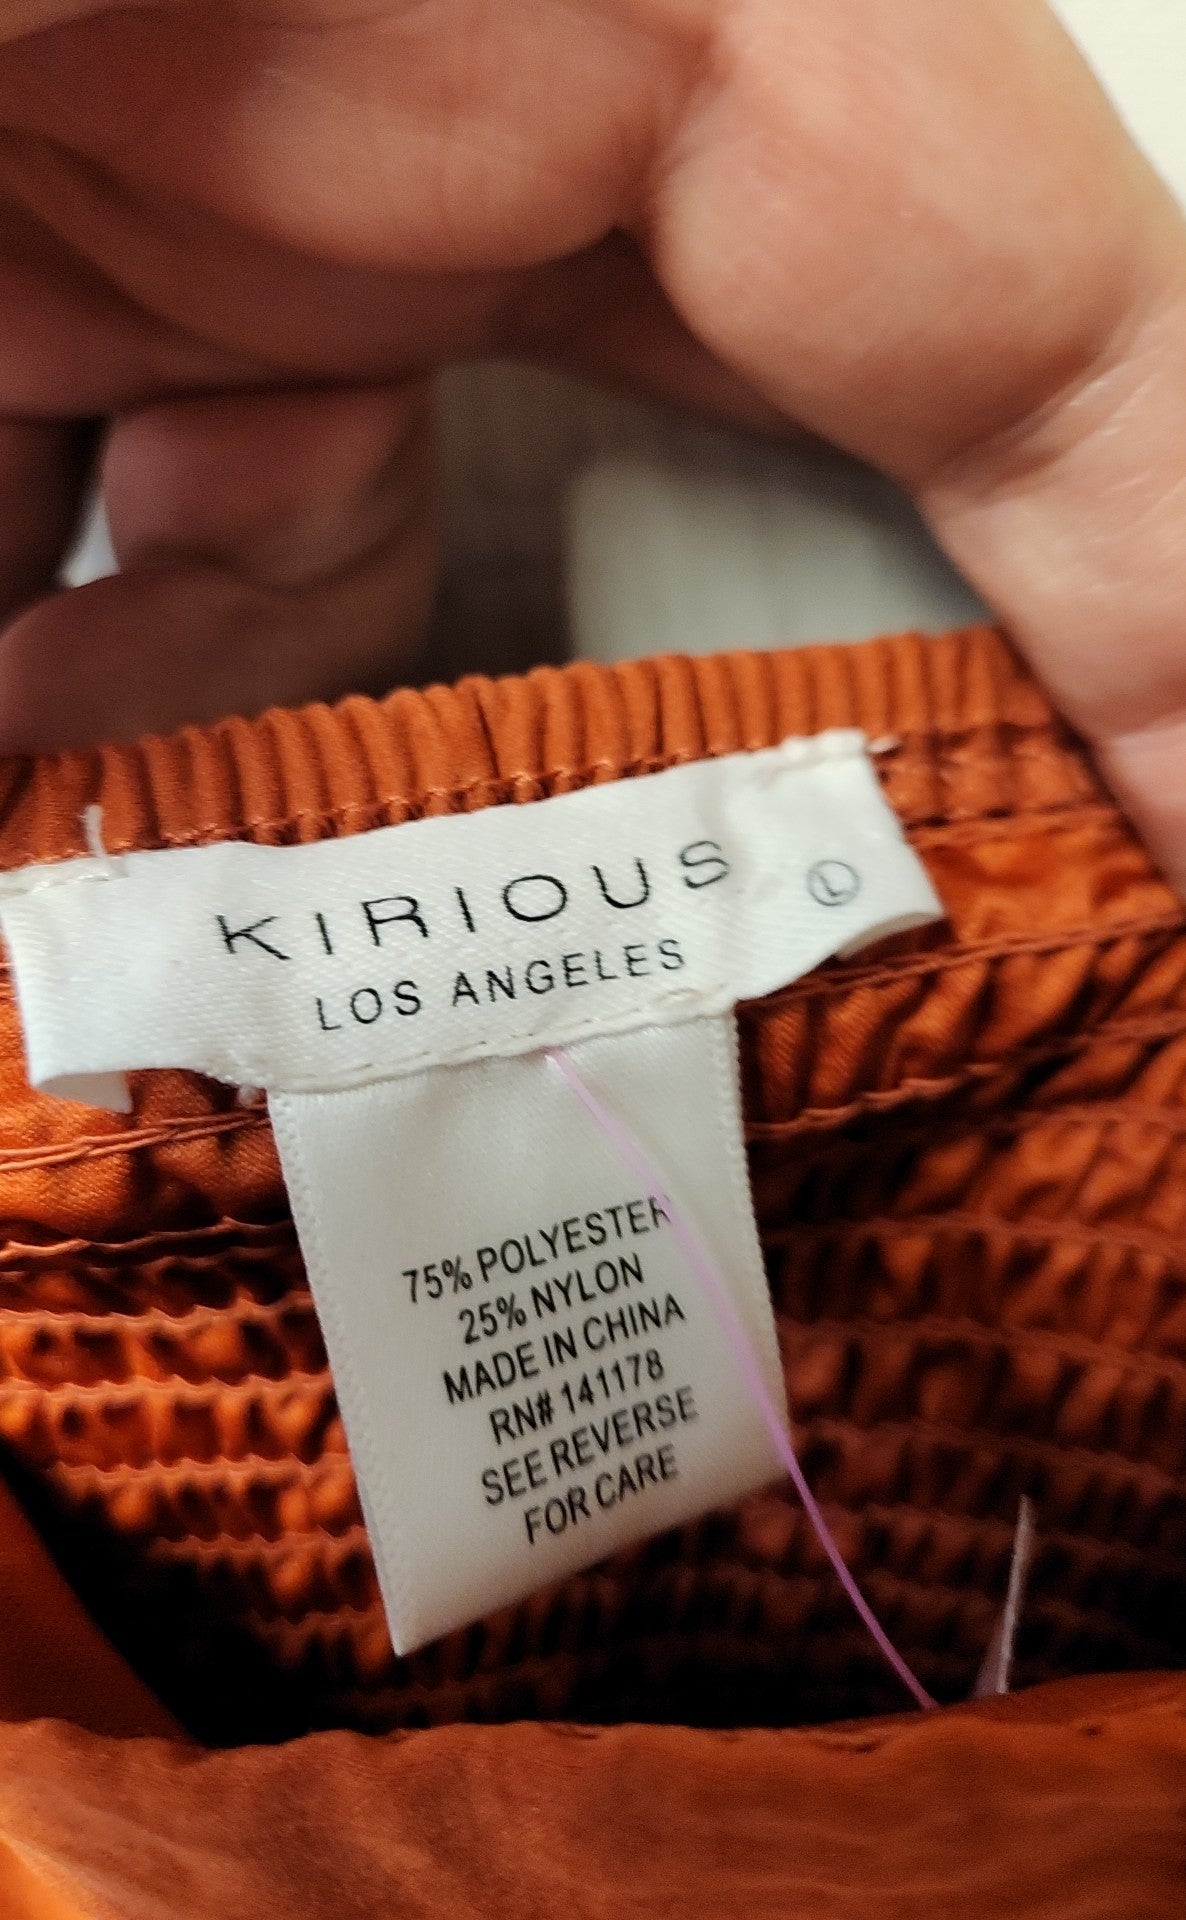 KIRIOUS
L
LOS ANGELES
75% POLYESTER
25% NYLON
MADE IN CHINA
RN# 141178
SEE REVERSE
FOR CARE